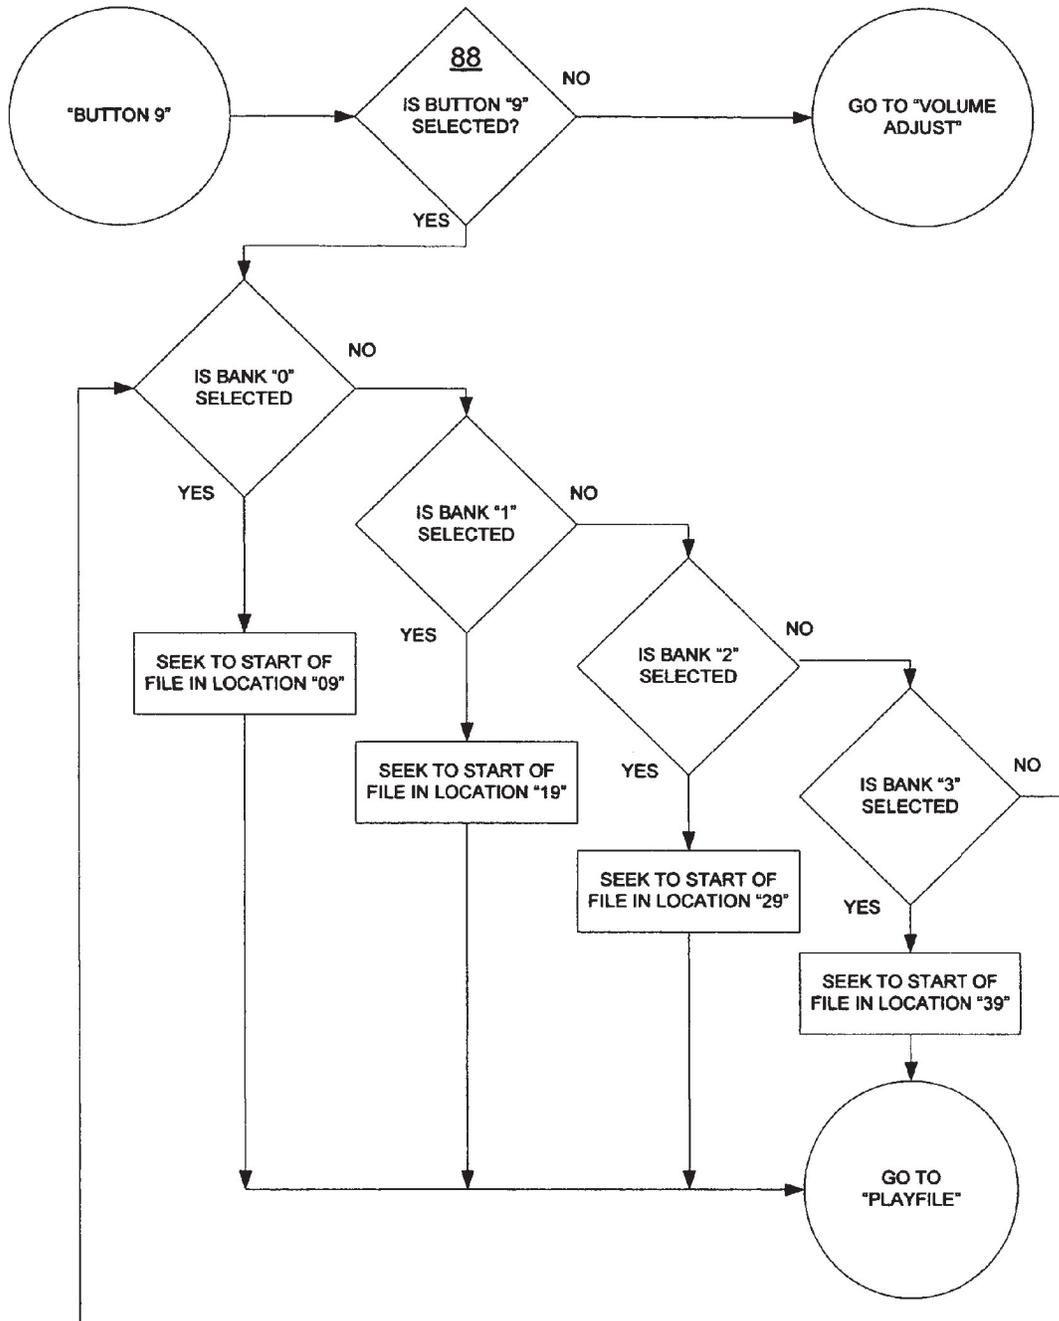 "BUTTON 9"
88
IS BUTTON "9"
SELECTED?
NO
GO TO "VOLUME
ADJUST"
YES
IS BANK "0"
SELECTED
NO
YES
IS BANK "1"
SELECTED
NO
YES
SEEK TO START OF
FILE IN LOCATION "09"
IS BANK "2"
SELECTED
NO
YES
SEEK TO START OF
FILE IN LOCATION "19"
IS BANK "3"
SELECTED
NO
YES
SEEK TO START OF
FILE IN LOCATION "29"
SEEK TO START OF
FILE IN LOCATION "39"
GO TO
"PLAYFILE"